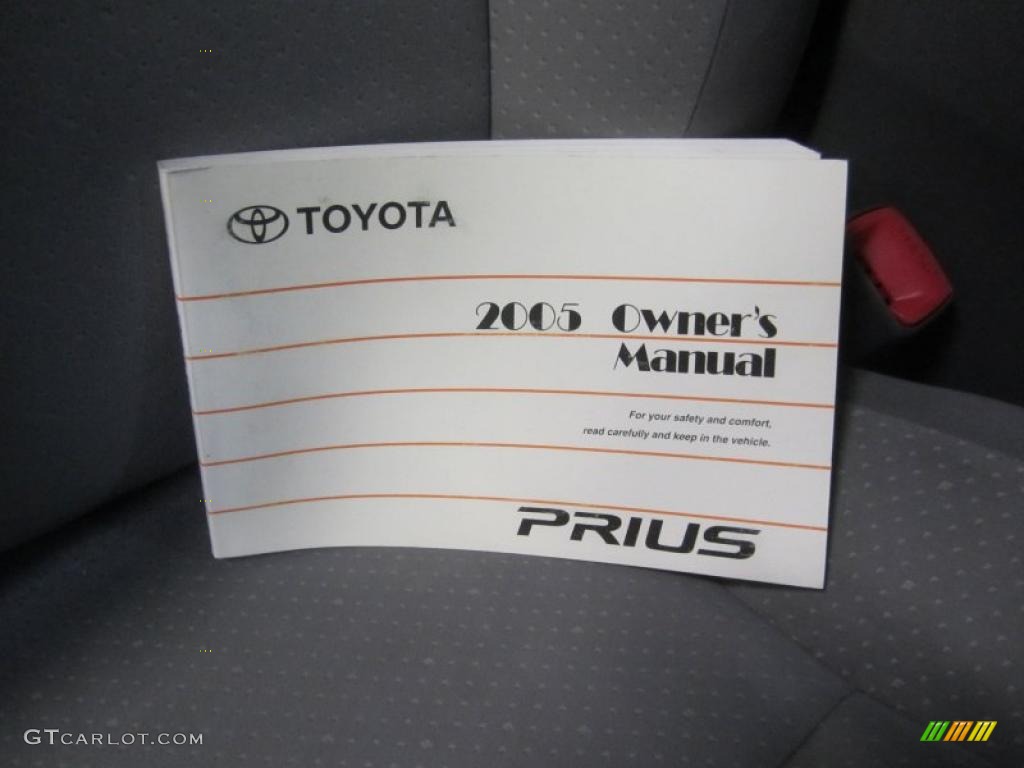 TOYOTA
2005 Owner's
Manual
For your safety and comfort,
read carefully and keep in the vehicle.
PRIUS
GTCARLOT.COM